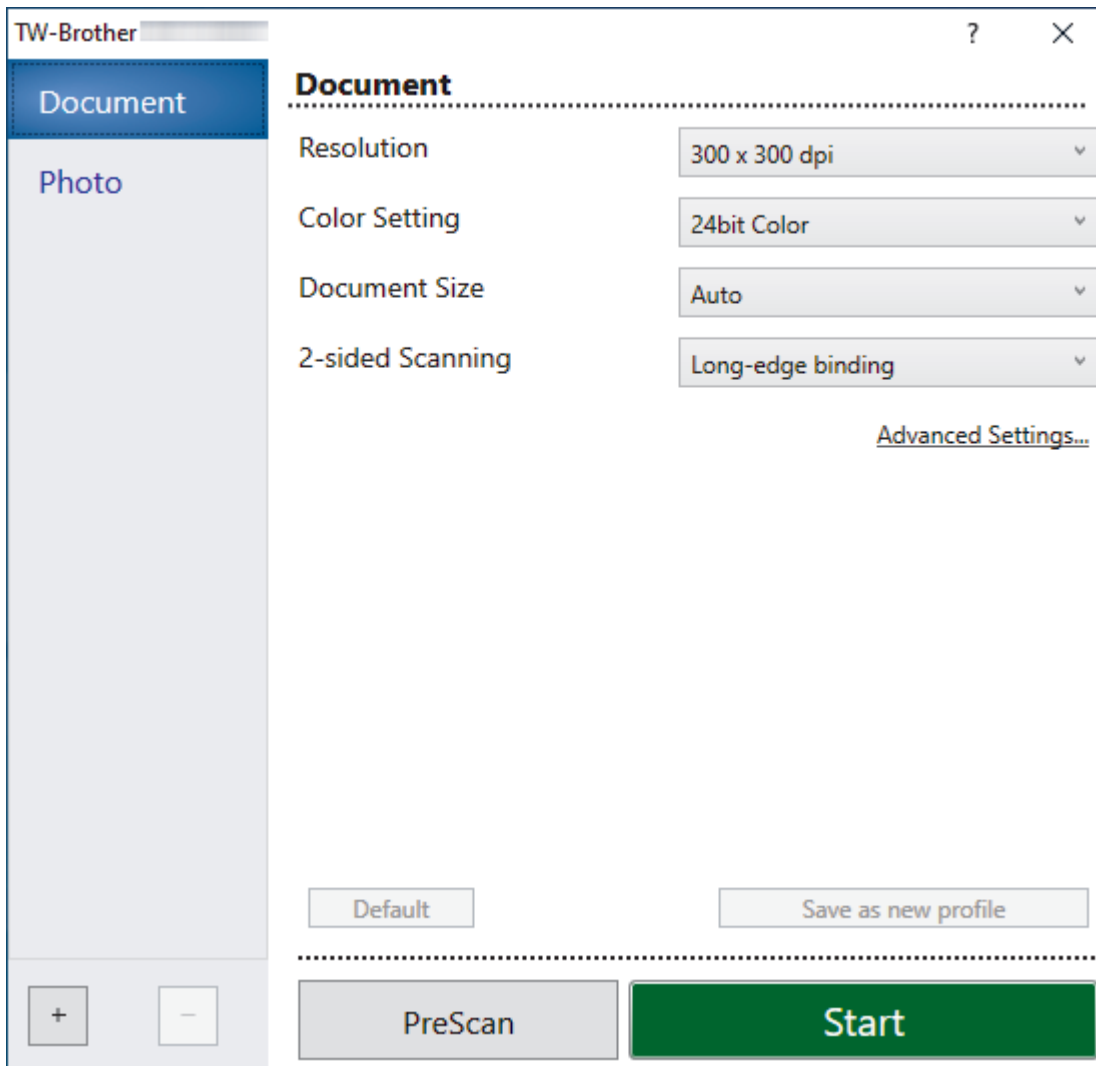 TW-Brother
?
Document
Photo
Document
Resolution
300 x 300 dpi
Color Setting
24bit Color
Document Size
Auto
2-sided Scanning
Long-edge binding
Advanced Settings...
Default
Save as new profile
+
−
PreScan
Start